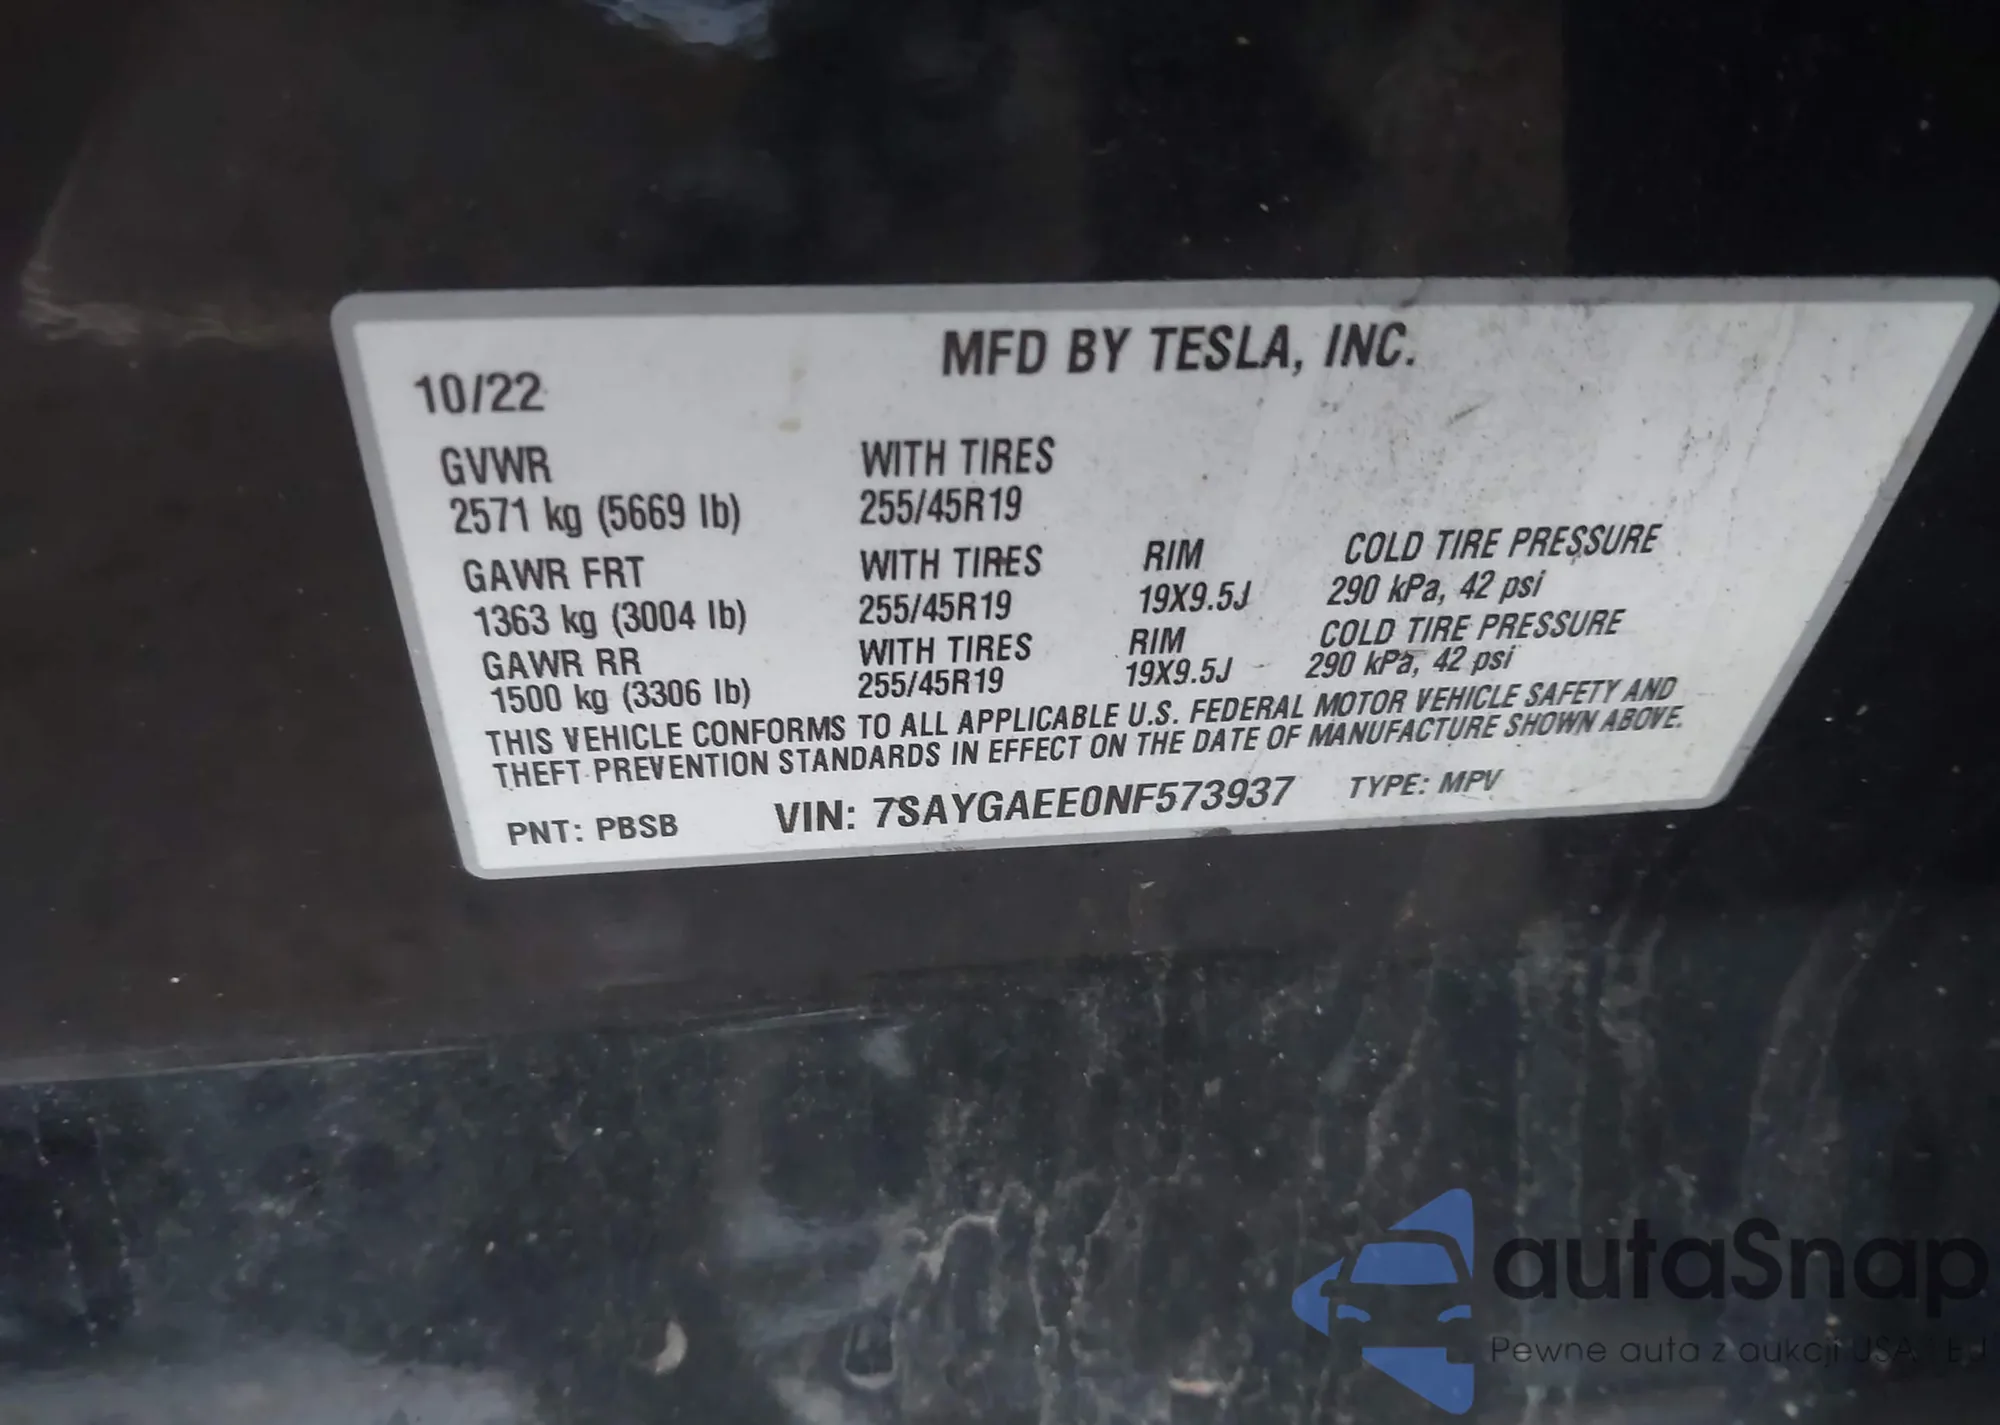 MFD BY TESLA, INC.
10/22
GVWR WITH TIRES
2571 kg (5669 lb) 255/45R19
GAWR FRT WITH TIRES RIM COLD TIRE PRESSURE
1363 kg (3004 lb) 255/45R19 19X9.5J 290 kPa, 42 psi
GAWR RR WITH TIRES RIM COLD TIRE PRESSURE
1500 kg (3306 lb) 255/45R19 19X9.5J 290 kPa, 42 psi
THIS VEHICLE CONFORMS TO ALL APPLICABLE U.S. FEDERAL MOTOR VEHICLE SAFETY AND
THEFT PREVENTION STANDARDS IN EFFECT ON THE DATE OF MANUFACTURE SHOWN ABOVE.
PNT: PBSB VIN: 7SAYGAEE0NF573937 TYPE: MPV
autaSnap
Pewne auta z aukcji USA